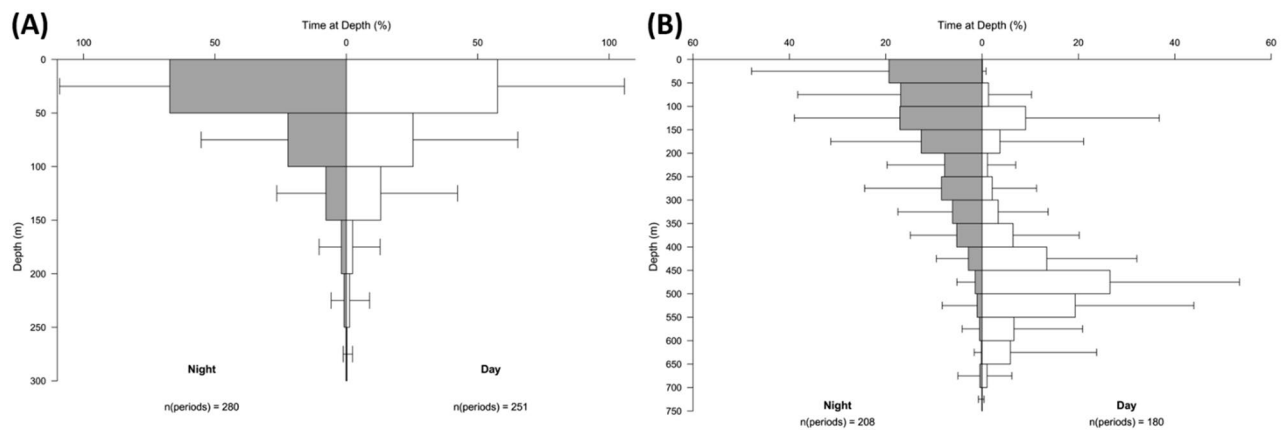 (A)
Time at Depth (%)
100 50 0 50 100
0
50
100
150
200
250
300
Depth (m)
Night Day
n(periods) = 280 n(periods) = 251
(B)
Time at Depth (%)
60 40 20 0 20 40 60
0
50
100
150
200
250
300
350
400
450
500
550
600
650
700
750
Depth (m)
Night Day
n(periods) = 208 n(periods) = 180